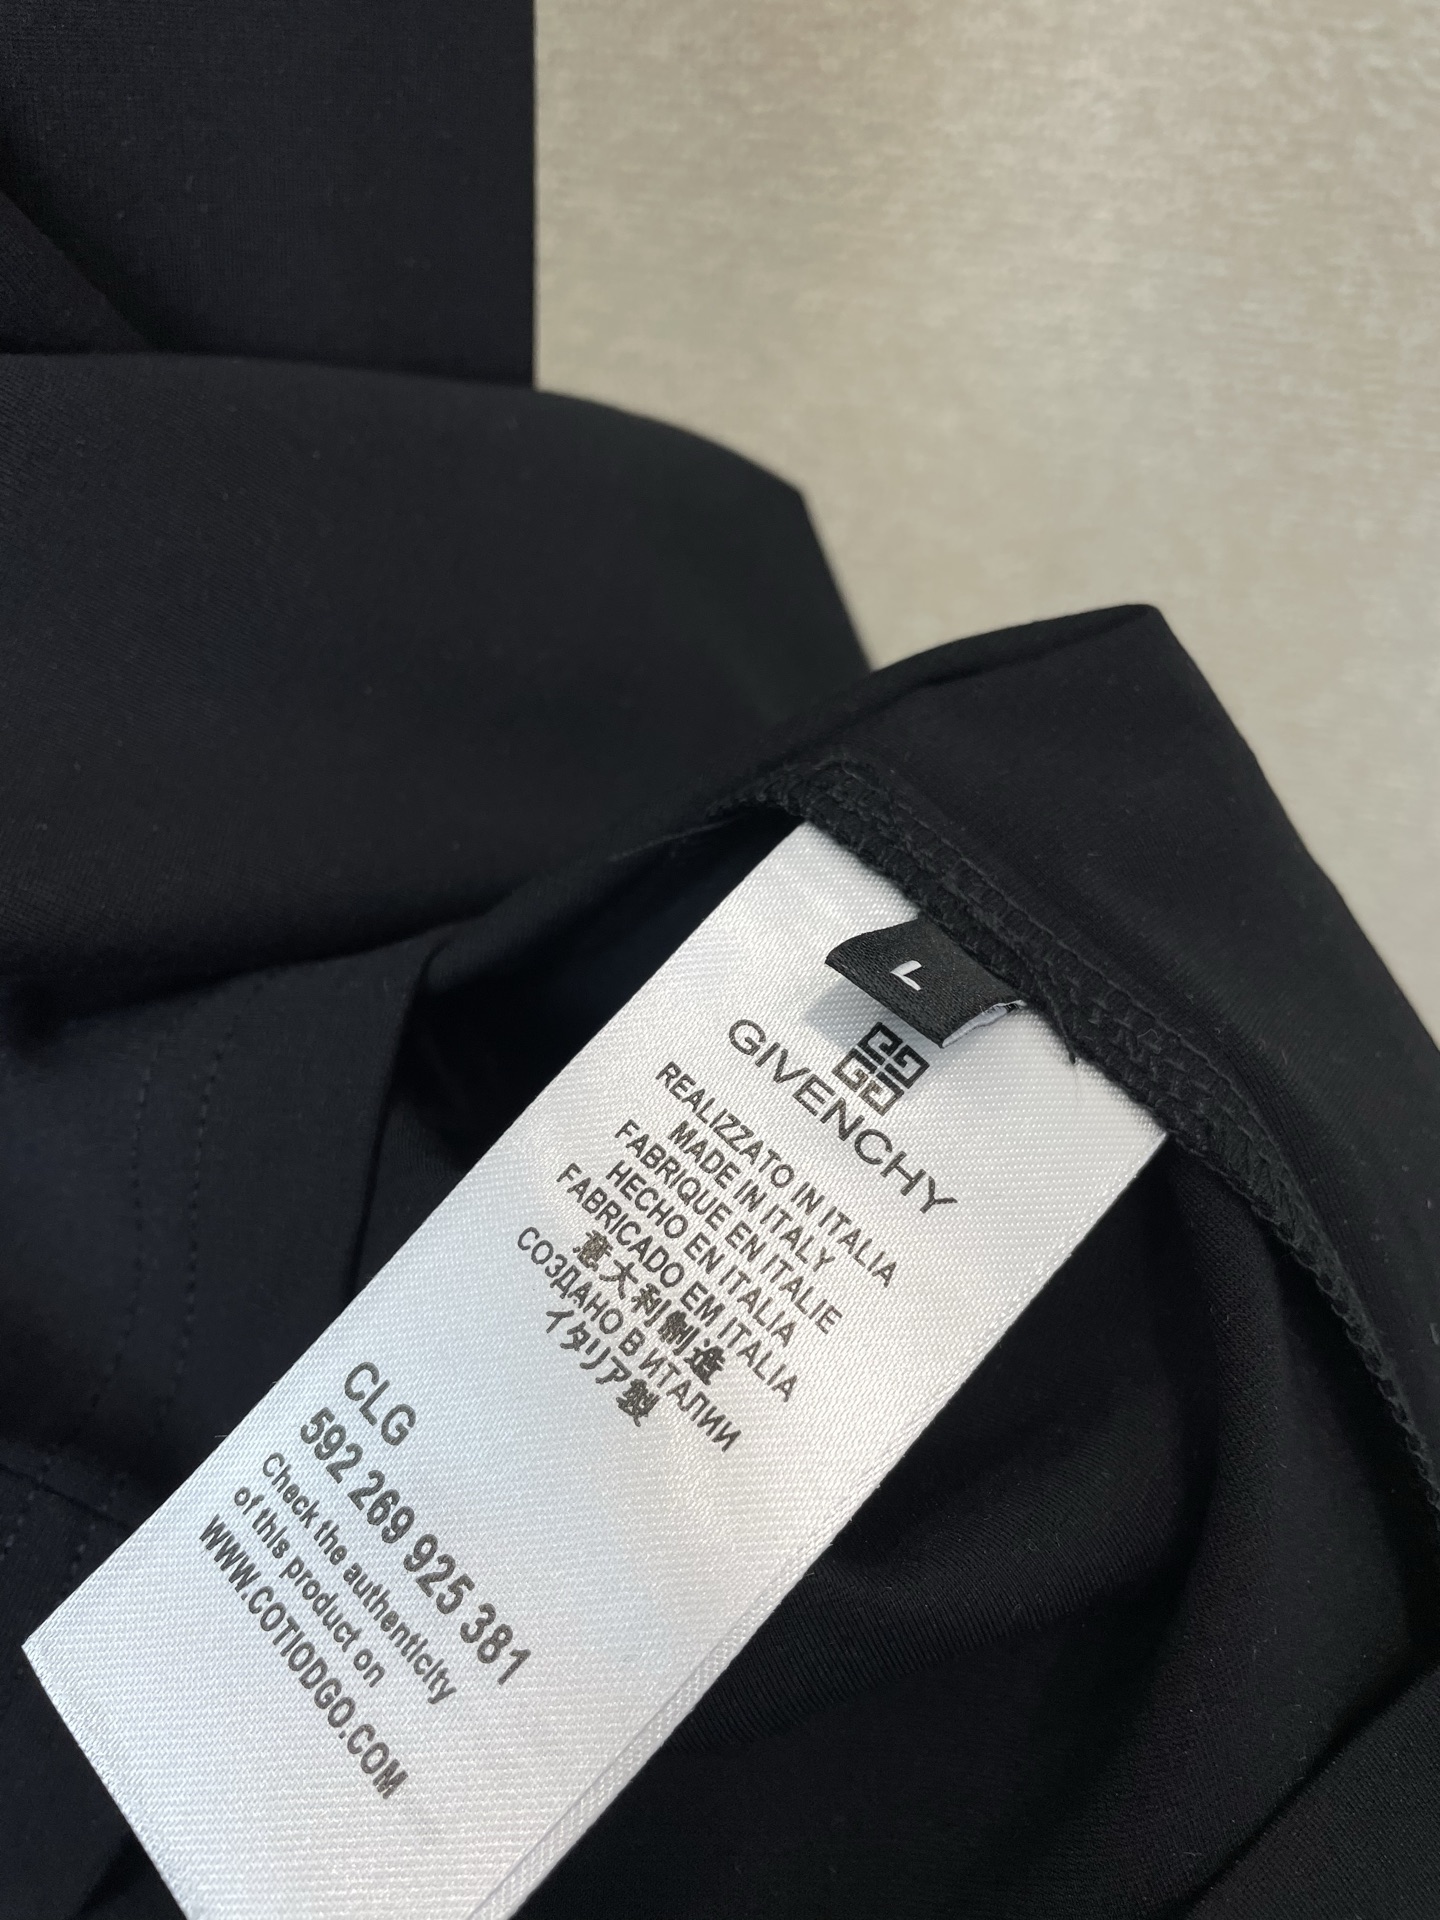 L
GIVENCHY
REALIZZATO IN ITALIA
MADE IN ITALY
FABRIQUE EN ITALIE
HECHO EN ITALIA
FABRICADO EM ITALIA
意大利制造
СОЗДАНО В ИТАЛИИ
イタリア製
CLG
592 269 925 381
Check the authenticity
of this product on
WWW.COTIODGO.COM